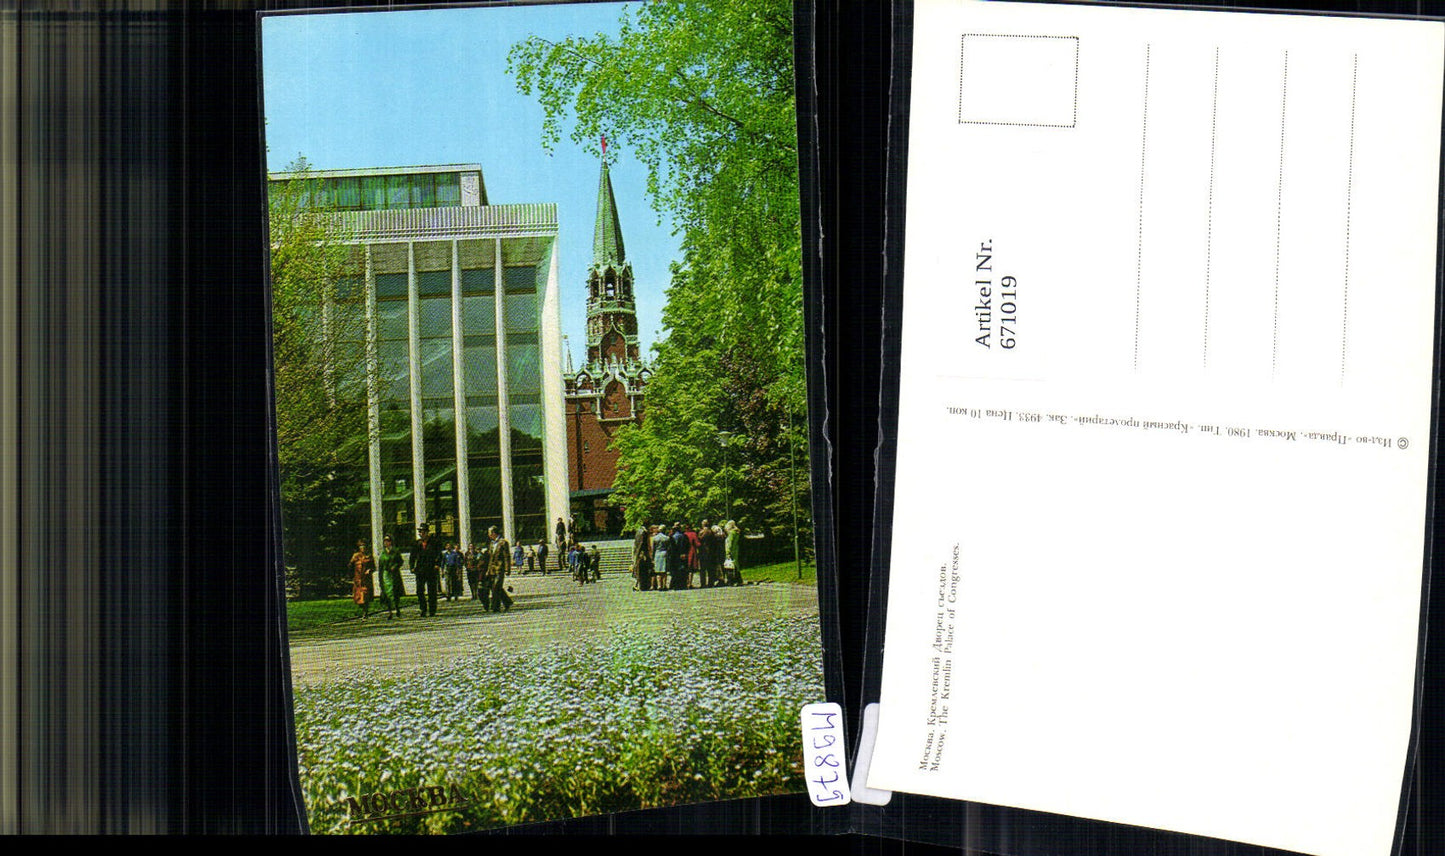 МОСКВА
M9875
Artikel Nr.
671019
© Изд-во «Правда». Москва. 1980. Тип. «Красный пролетарий». Зак. 4933. Цена 10 коп.
Москва. Кремлевский Дворец съездов.
Moscow. The Kremlin Palace of Congresses.